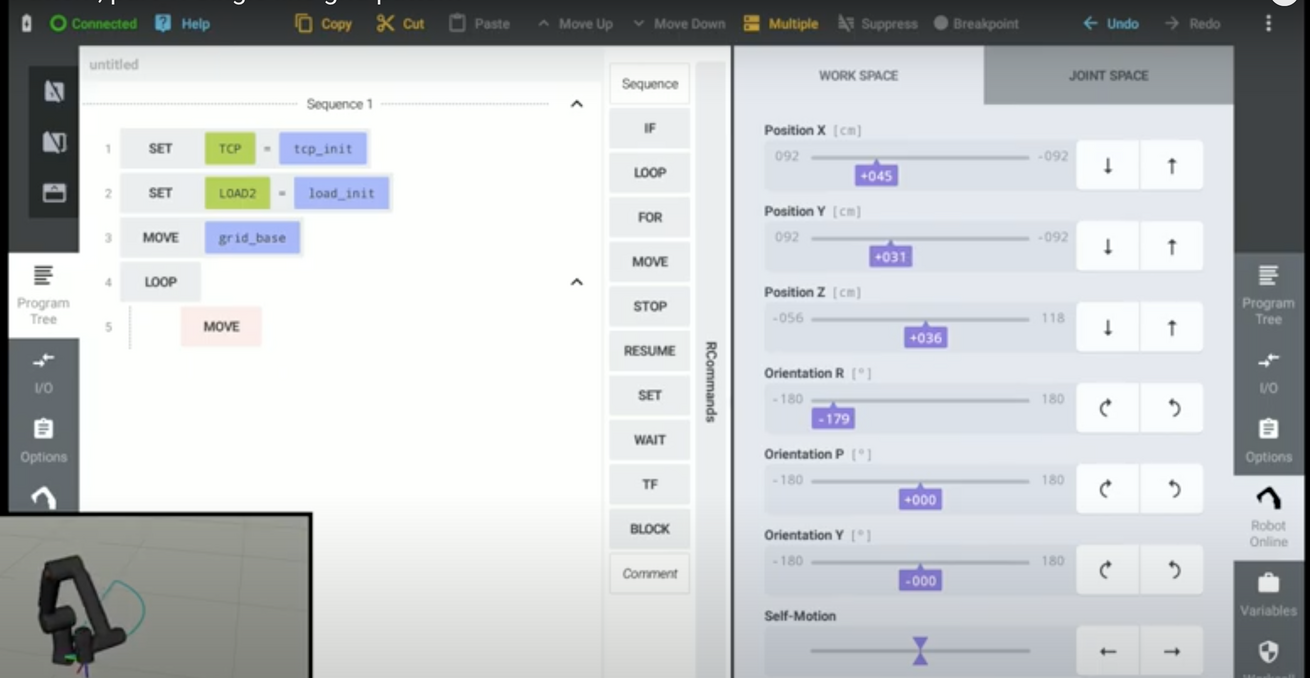 Connected
Help
Copy
Cut
Paste
Move Up
Move Down
Multiple
Suppress
Breakpoint
Undo
Redo
untitled
Sequence 1
1 SET TCP = tcp_init
2 SET LOAD2 = load_init
3 MOVE grid_base
4 LOOP
5 MOVE
Program
Tree
I/O
Options
Sequence
IF
LOOP
FOR
MOVE
STOP
RESUME
SET
WAIT
TF
BLOCK
Comment
RCommands
WORK SPACE
JOINT SPACE
Position X [cm]
092 -092
+045
Position Y [cm]
092 -092
+031
Position Z [cm]
-056 118
+036
Orientation R [°]
-180 180
-179
Orientation P [°]
-180 180
+000
Orientation Y [°]
-180 180
-000
Self-Motion
Program
Tree
I/O
Options
Robot
Online
Variables